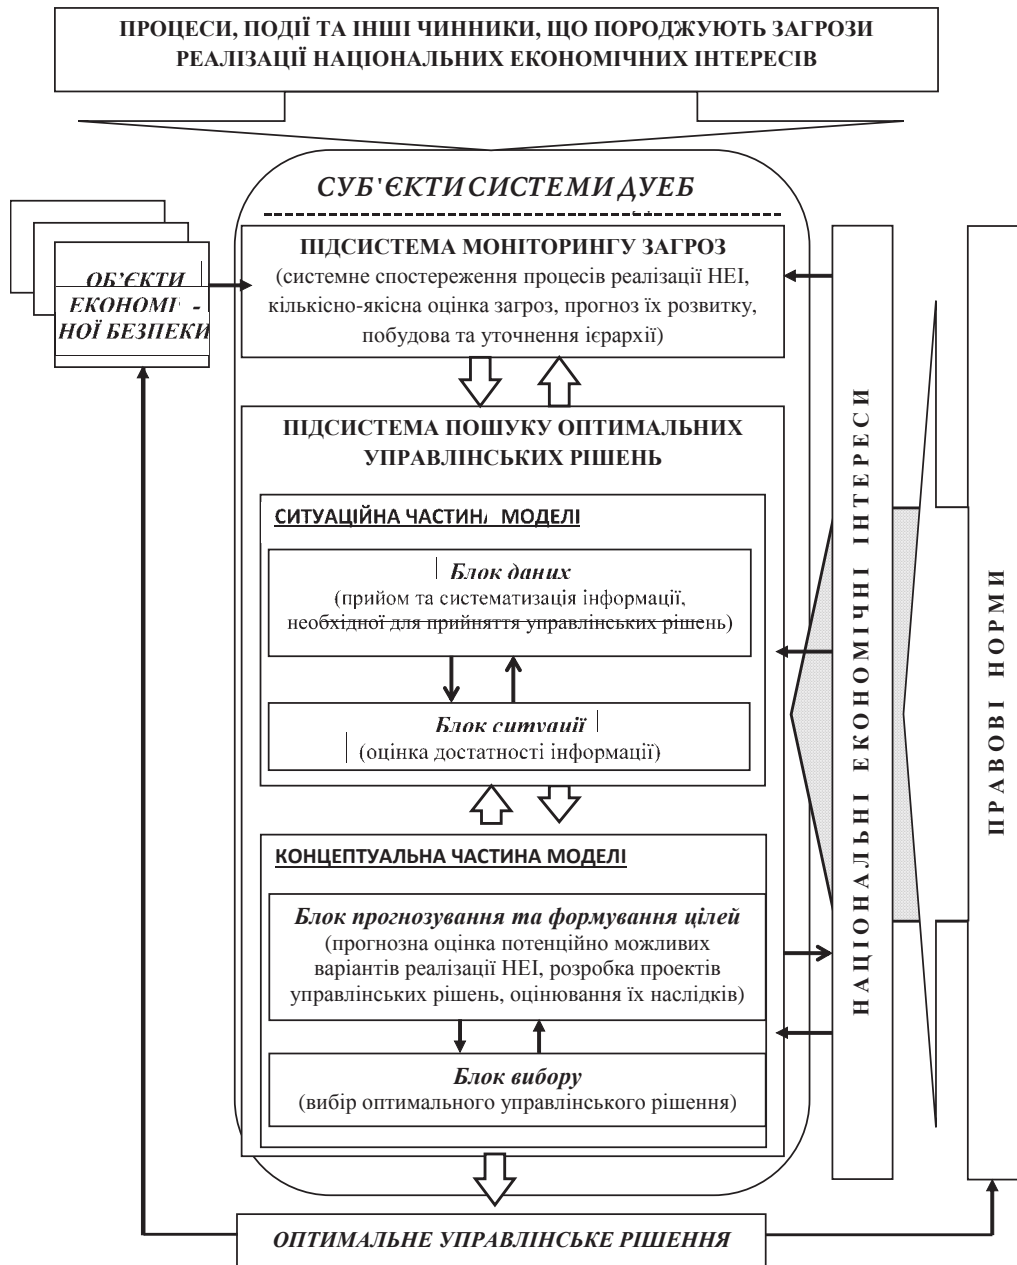 ПРОЦЕСИ, ПОДІЇ ТА ІНШІ ЧИННИКИ, ЩО ПОРОДЖУЮТЬ ЗАГРОЗИ
РЕАЛІЗАЦІЇ НАЦІОНАЛЬНИХ ЕКОНОМІЧНИХ ІНТЕРЕСІВ
СУБ'ЄКТИ СИСТЕМИ ДУЕБ
ПІДСИСТЕМА МОНІТОРИНГУ ЗАГРОЗ
(системне спостереження процесів реалізації НЕІ,
кількісно-якісна оцінка загроз, прогноз їх розвитку,
побудова та уточнення ієрархії)
ОБ’ЄКТИ
ЕКОНОМІ -
НОЇ БЕЗПЕКИ
ПІДСИСТЕМА ПОШУКУ ОПТИМАЛЬНИХ
УПРАВЛІНСЬКИХ РІШЕНЬ
СИТУАЦІЙНА ЧАСТИНА МОДЕЛІ
Блок даних
(прийом та систематизація інформації,
необхідної для прийняття управлінських рішень)
Блок ситуації
(оцінка достатності інформації)
КОНЦЕПТУАЛЬНА ЧАСТИНА МОДЕЛІ
Блок прогнозування та формування цілей
(прогнозна оцінка потенційно можливих
варіантів реалізації НЕІ, розробка проектів
управлінських рішень, оцінювання їх наслідків)
Блок вибору
(вибір оптимального управлінського рішення)
НАЦІОНАЛЬНІ ЕКОНОМІЧНІ ІНТЕРЕСИ
ПРАВОВІ НОРМИ
ОПТИМАЛЬНЕ УПРАВЛІНСЬКЕ РІШЕННЯ